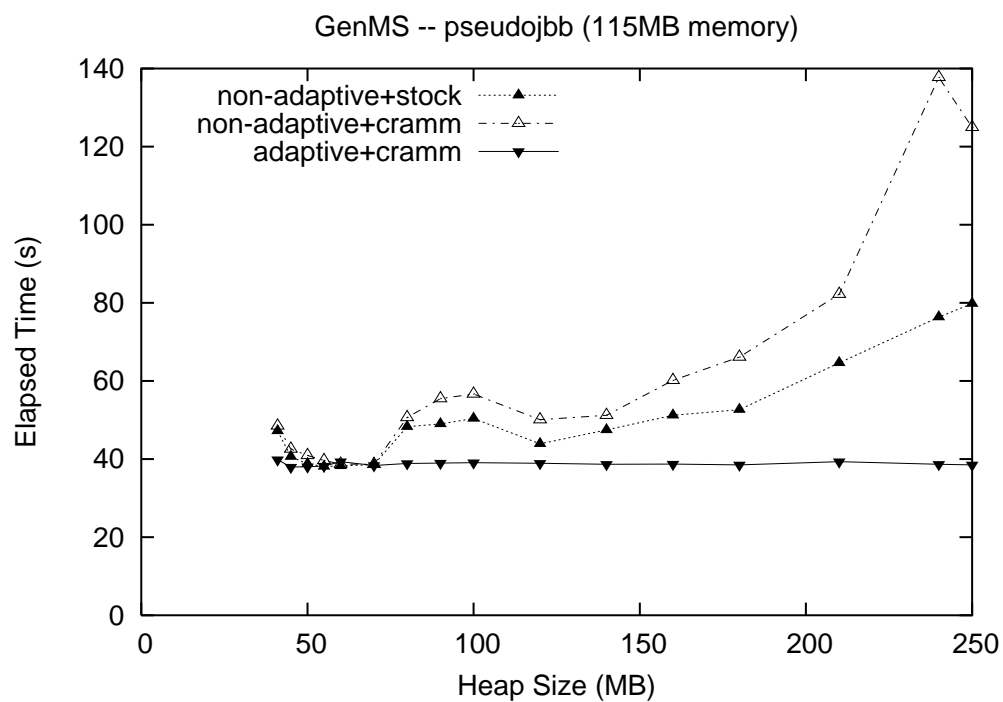 GenMS -- pseudojbb (115MB memory)
140
120
100
80
60
40
20
0
Elapsed Time (s)
non-adaptive+stock
non-adaptive+cramm
adaptive+cramm
0 50 100 150 200 250
Heap Size (MB)